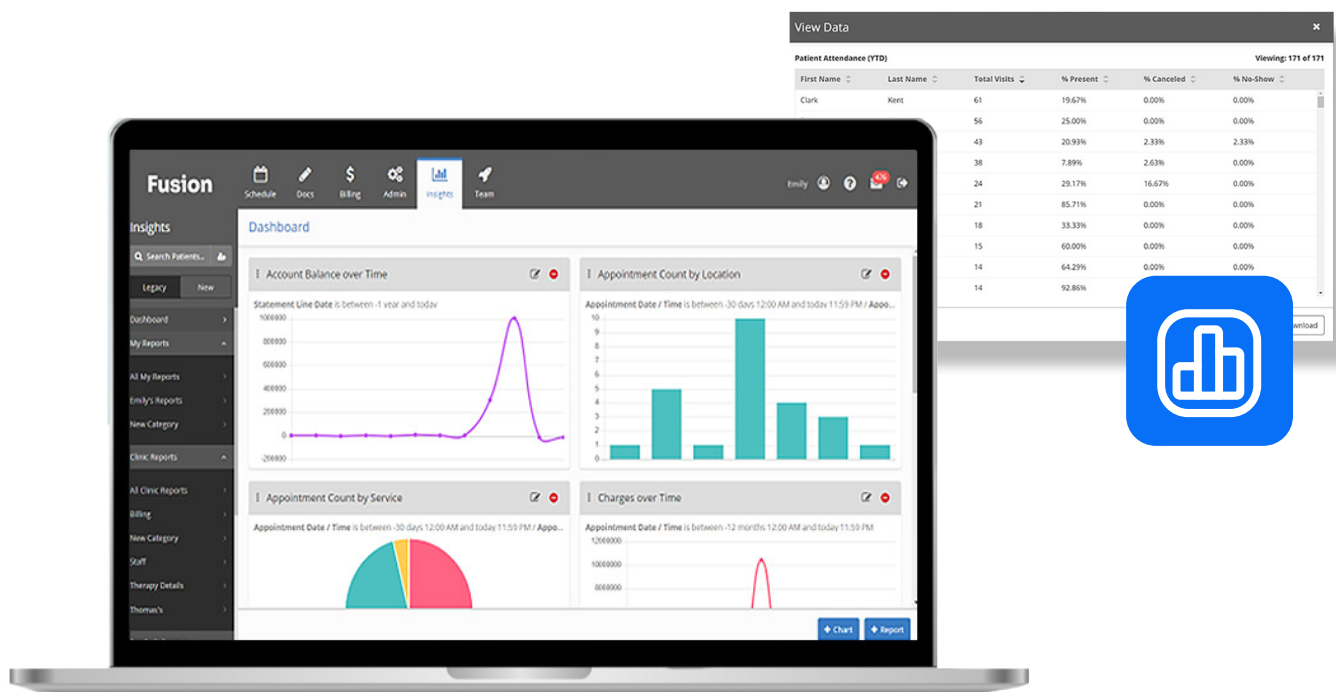 View Data
Patient Attendance (YTD) Viewing: 171 of 171
First Name Last Name Total Visits % Present % Canceled % No-Show
Clark Kent 61 19.67% 0.00% 0.00%
56 25.00% 0.00% 0.00%
43 20.93% 2.33% 2.33%
38 7.89% 2.63% 0.00%
24 29.17% 16.67% 0.00%
21 85.71% 0.00% 0.00%
18 33.33% 0.00% 0.00%
15 60.00% 0.00% 0.00%
14 64.29% 0.00% 0.00%
14 92.86%
wnload
Fusion
Schedule Docs Billing Admin Insights Team
Emily
Insights
Search Patients...
Legacy New
Dashboard
My Reports
All My Reports
Emily's Reports
New Category
Clinic Reports
All Clinic Reports
Billing
New Category
Staff
Therapy Details
Thomas's
Dashboard
Account Balance over Time
Statement Line Date is between -1 year and today
1000000
800000
600000
400000
200000
0
-200000
Appointment Count by Location
Appointment Date / Time is between -30 days 12:00 AM and today 11:59 PM / Appo...
10
9
8
7
6
5
4
3
2
1
0
Appointment Count by Service
Appointment Date / Time is between -30 days 12:00 AM and today 11:59 PM / Appo...
Charges over Time
Appointment Date / Time is between -12 months 12:00 AM and today 11:59 PM
12000000
10000000
8000000
+ Chart + Report